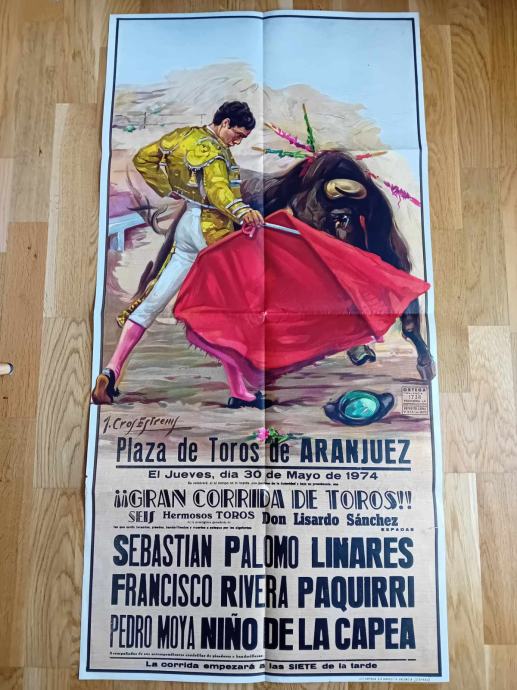 ORTEGA
1738
J. Cros Estrems
Plaza de Toros de ARANJUEZ
El Jueves, día 30 de Mayo de 1974
¡¡GRAN CORRIDA DE TOROS!!
SEIS Hermosos TOROS Don Lisardo Sánchez
ESPADAS
SEBASTIAN PALOMO LINARES
FRANCISCO RIVERA PAQUIRRI
PEDRO MOYA NIÑO DE LA CAPEA
La corrida empezará a las SIETE de la tarde